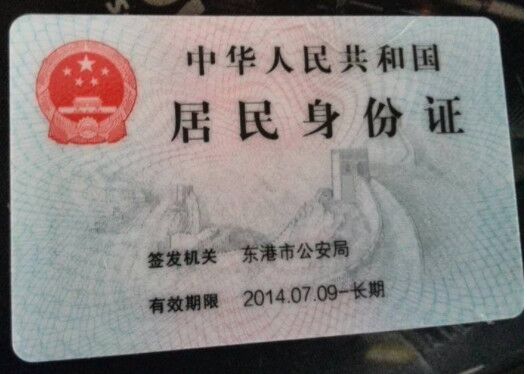 中华人民共和国
居民身份证
签发机关 东港市公安局
有效期限 2014.07.09-长期